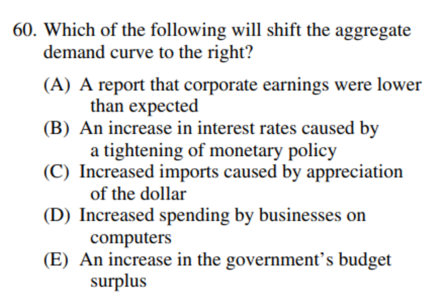 60. Which of the following will shift the aggregate
demand curve to the right?
(A) A report that corporate earnings were lower
than expected
(B) An increase in interest rates caused by
a tightening of monetary policy
(C) Increased imports caused by appreciation
of the dollar
(D) Increased spending by businesses on
computers
(E) An increase in the government’s budget
surplus